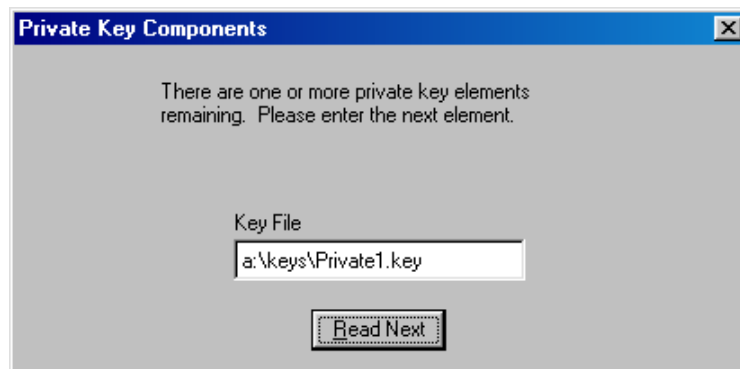 Private Key Components
There are one or more private key elements
remaining. Please enter the next element.
Key File
a:\keys\Private1.key
Read Next